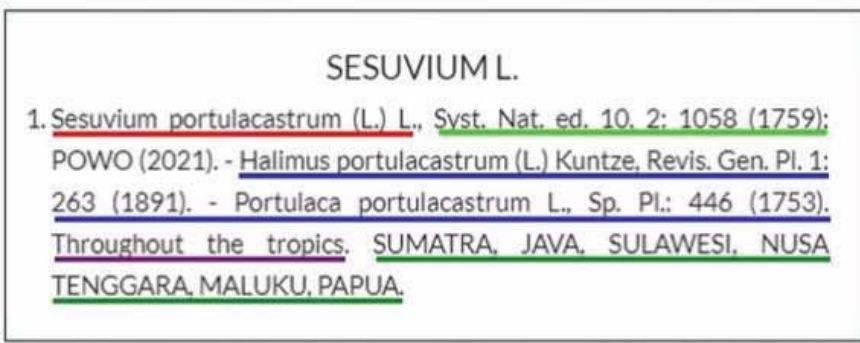 SESUVIUM L.
1. Sesuvium portulacastrum (L.) L., Syst. Nat. ed. 10, 2: 1058 (1759);
POWO (2021). - Halimus portulacastrum (L.) Kuntze, Revis. Gen. Pl. 1:
263 (1891). - Portulaca portulacastrum L., Sp. Pl.: 446 (1753).
Throughout the tropics. SUMATRA, JAVA, SULAWESI, NUSA
TENGGARA, MALUKU, PAPUA.